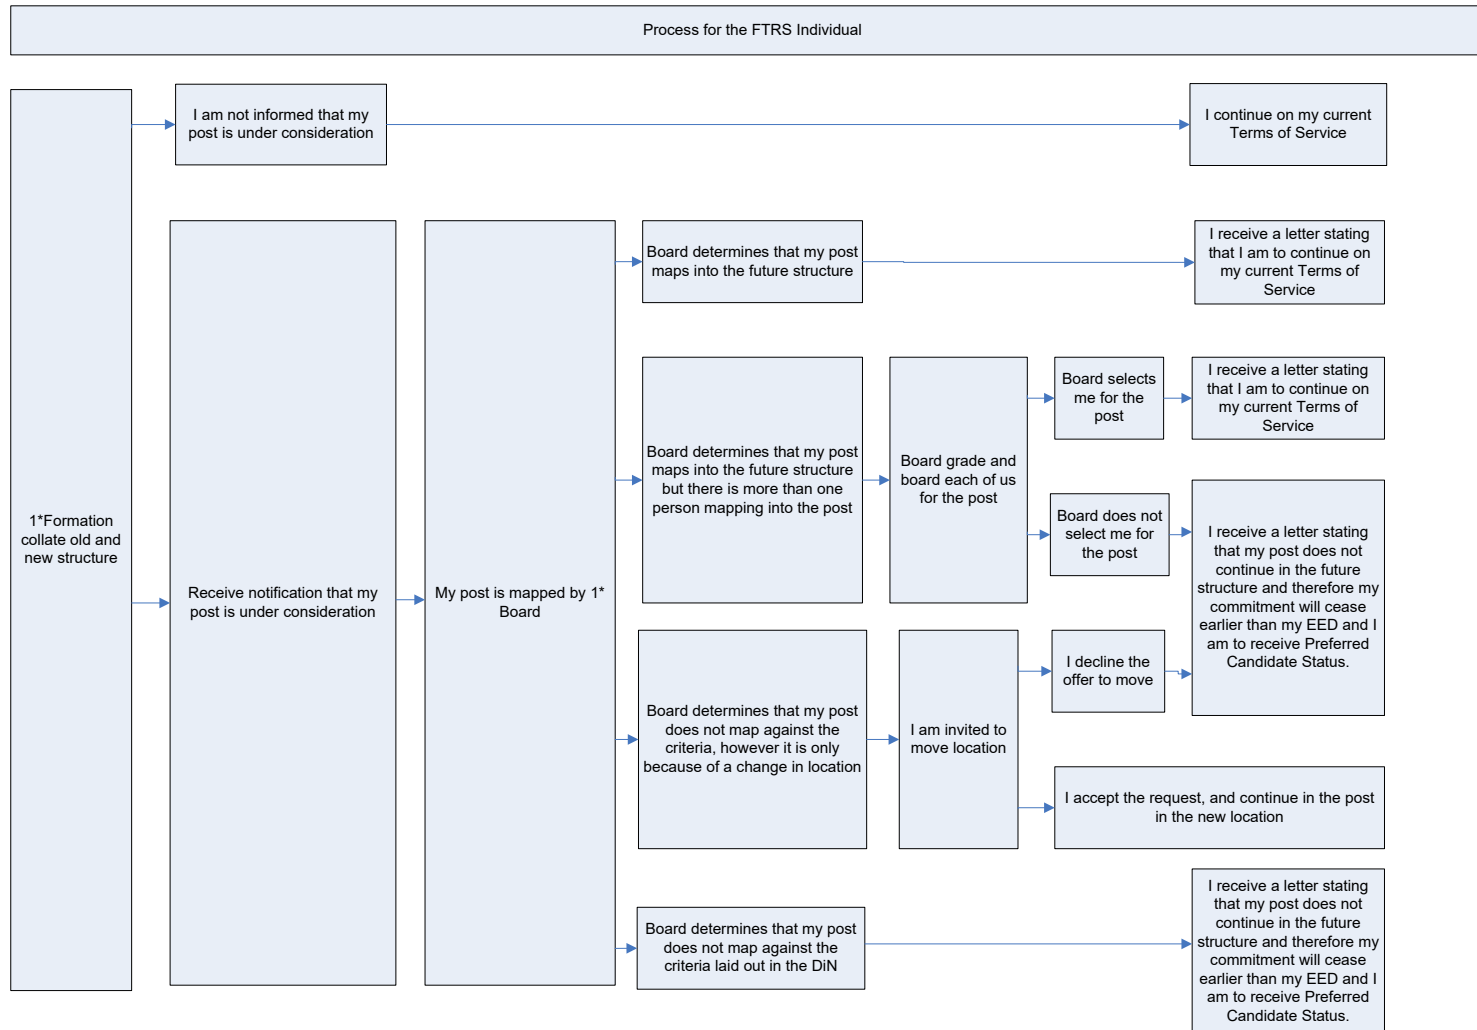 Process for the FTRS Individual
I am not informed that my
post is under consideration
I continue on my current
Terms of Service
1*Formation
collate old and
new structure
Receive notification that my
post is under consideration
My post is mapped by 1*
Board
Board determines that my post
maps into the future structure
I receive a letter stating
that I am to continue on
my current Terms of
Service
Board determines that my post
maps into the future structure
but there is more than one
person mapping into the post
Board grade and
board each of us
for the post
Board selects
me for the
post
I receive a letter stating
that I am to continue on
my current Terms of
Service
Board does not
select me for
the post
I receive a letter stating
that my post does not
continue in the future
structure and therefore my
commitment will cease
earlier than my EED and I
am to receive Preferred
Candidate Status.
Board determines that my post
does not map against the
criteria, however it is only
because of a change in location
I am invited to
move location
I decline the
offer to move
I accept the request, and continue in the post
in the new location
Board determines that my post
does not map against the
criteria laid out in the DiN
I receive a letter stating
that my post does not
continue in the future
structure and therefore my
commitment will cease
earlier than my EED and I
am to receive Preferred
Candidate Status.